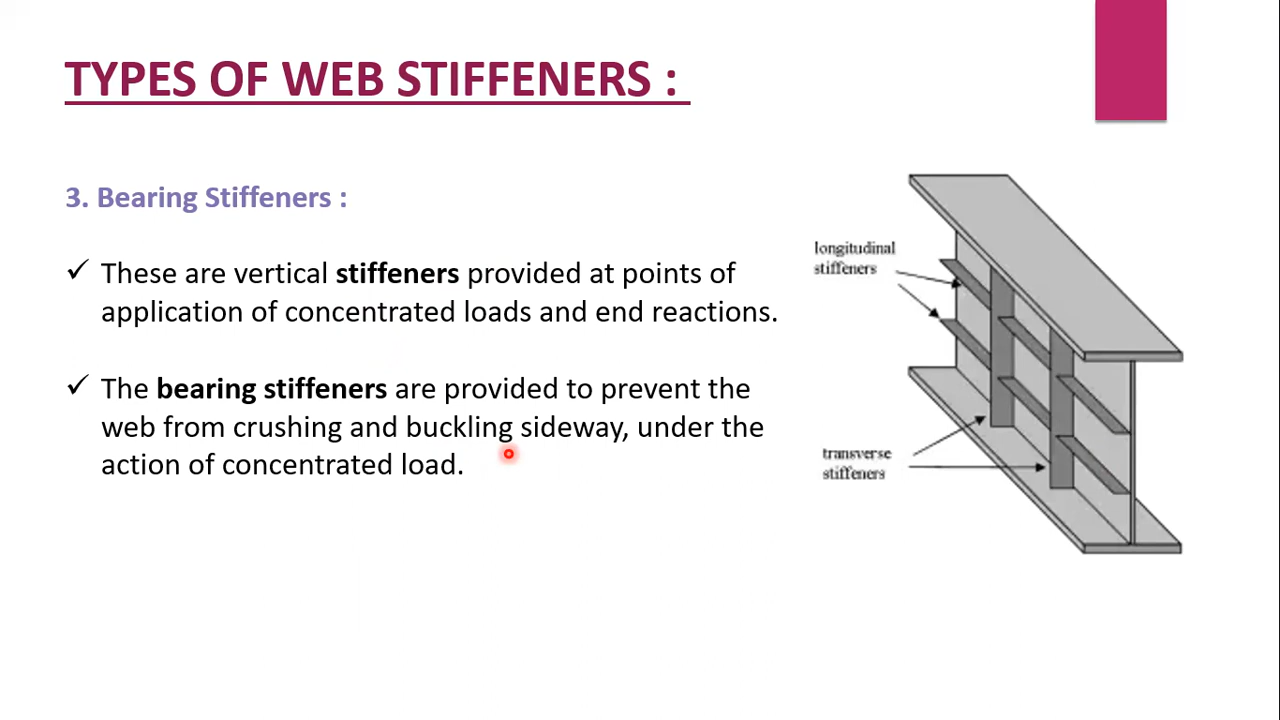 TYPES OF WEB STIFFENERS :
3. Bearing Stiffeners :
✓ These are vertical stiffeners provided at points of
application of concentrated loads and end reactions.
✓ The bearing stiffeners are provided to prevent the
web from crushing and buckling sideway, under the
action of concentrated load.
longitudinal
stiffeners
transverse
stiffeners